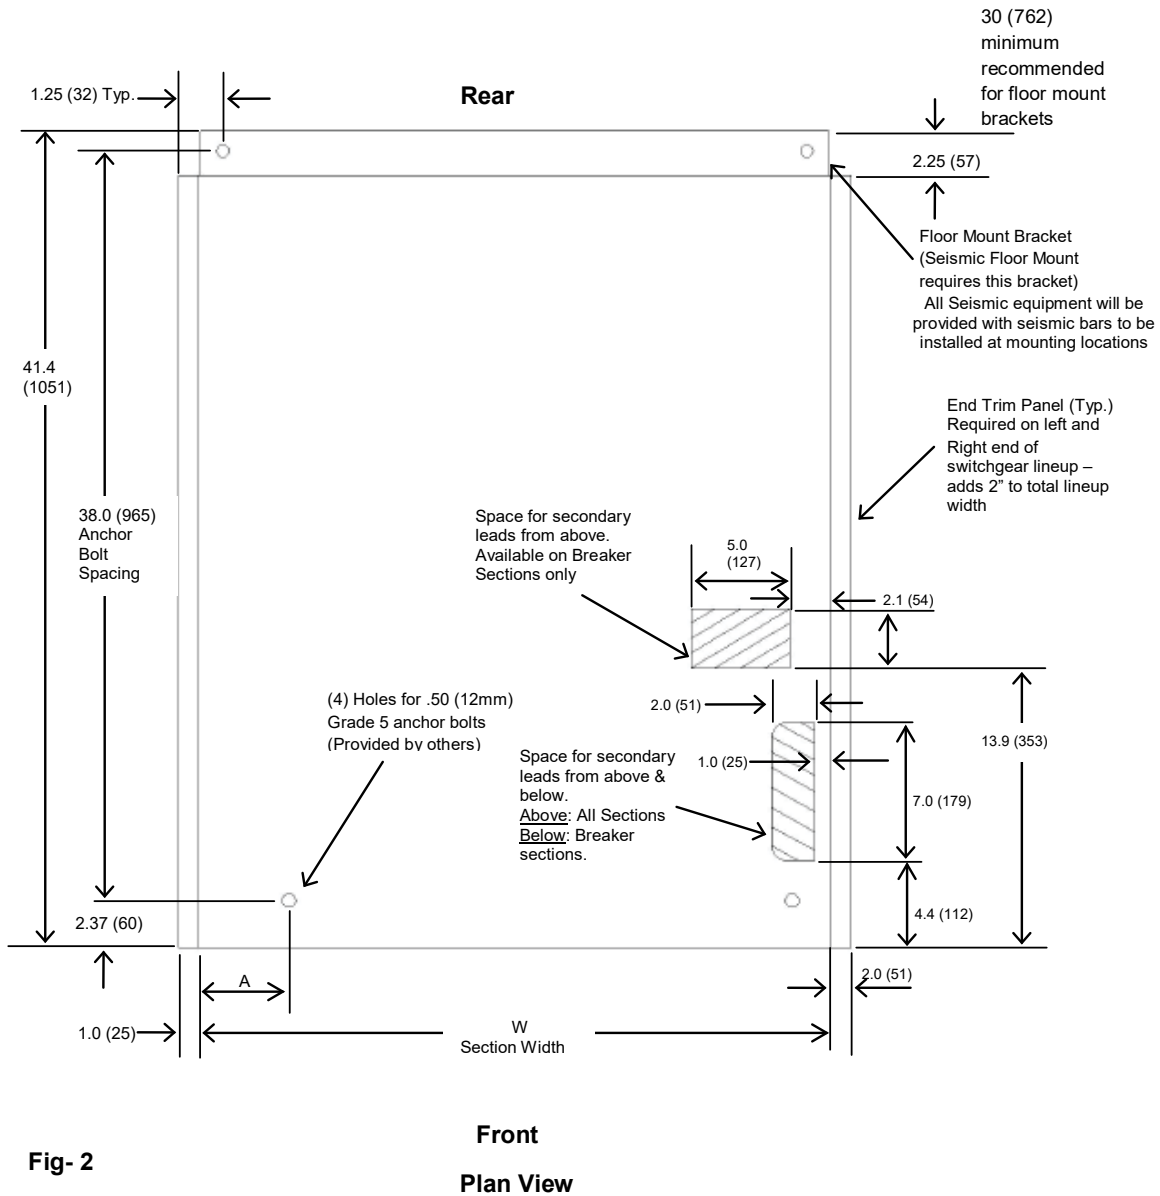 30 (762)
minimum
recommended
for floor mount
brackets
1.25 (32) Typ.
Rear
2.25 (57)
Floor Mount Bracket
(Seismic Floor Mount
requires this bracket)
All Seismic equipment will be
provided with seismic bars to be
installed at mounting locations
41.4
(1051)
End Trim Panel (Typ.)
Required on left and
Right end of
switchgear lineup –
adds 2” to total lineup
width
38.0 (965)
Anchor
Bolt
Spacing
Space for secondary
leads from above.
Available on Breaker
Sections only
5.0
(127)
2.1 (54)
(4) Holes for .50 (12mm)
Grade 5 anchor bolts
(Provided by others)
2.0 (51)
13.9 (353)
Space for secondary
leads from above &
below.
Above: All Sections
Below: Breaker
sections.
1.0 (25)
7.0 (179)
2.37 (60)
4.4 (112)
A
2.0 (51)
1.0 (25)
W
Section Width
Front
Fig- 2
Plan View